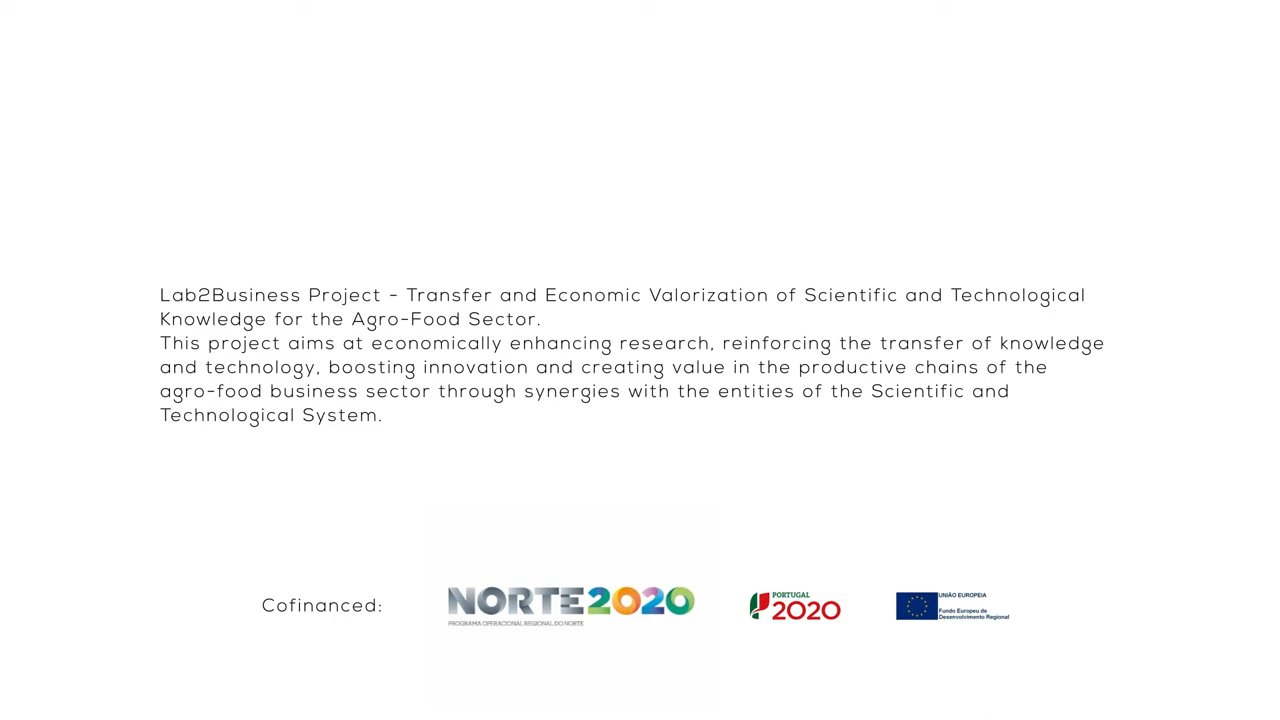 Lab2Business Project - Transfer and Economic Valorization of Scientific and Technological
Knowledge for the Agro-Food Sector.
This project aims at economically enhancing research, reinforcing the transfer of knowledge
and technology, boosting innovation and creating value in the productive chains of the
agro-food business sector through synergies with the entities of the Scientific and
Technological System.
Cofinanced:
NORTE2020
PROGRAMA OPERACIONAL REGIONAL DO NORTE
PORTUGAL
2020
UNIÃO EUROPEIA
Fundo Europeu de
Desenvolvimento Regional